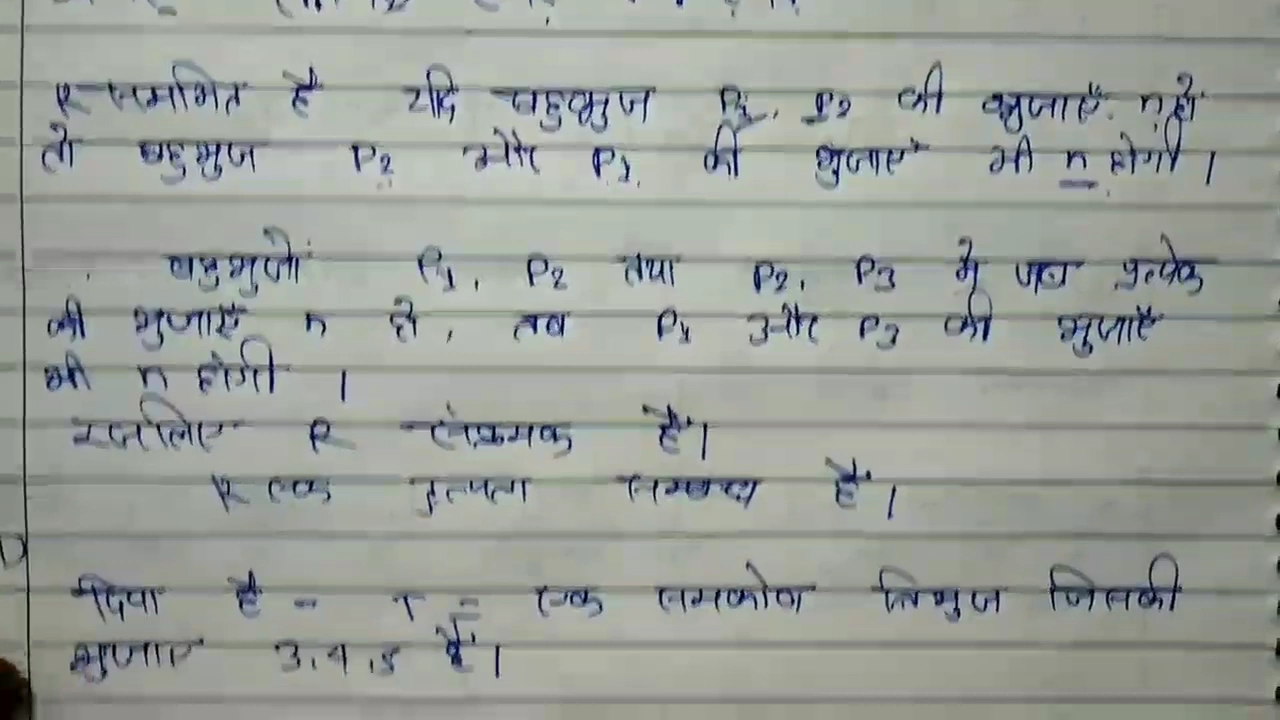 R सममित है यदि बहुभुज P1, P2 की भुजाएँ n हो
तो बहुभुज P2 और P1 की भुजाएँ भी n होगी।
बहुभुजों P1, P2 तथा P2, P3 में जब प्रत्येक
की भुजाएँ n हो, तब P1 और P3 की भुजाएँ
भी n होगी ।
इसलिए R संक्रमक है।
R एक तुल्यता सम्बन्ध है।
दिया है - T = एक समकोण त्रिभुज जिसकी
भुजाए 3,4,5 है।